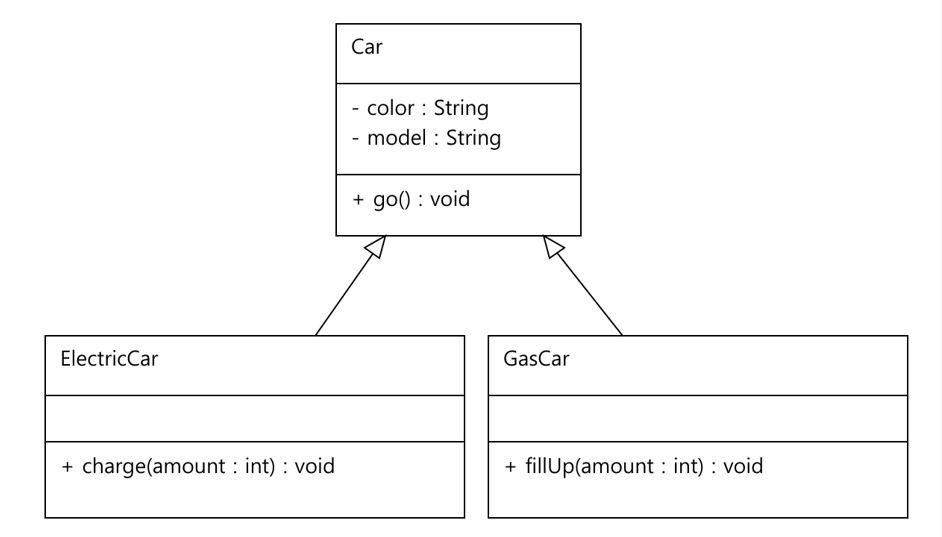 Car
- color : String
- model : String
+ go() : void
ElectricCar
+ charge(amount : int) : void
GasCar
+ fillUp(amount : int) : void